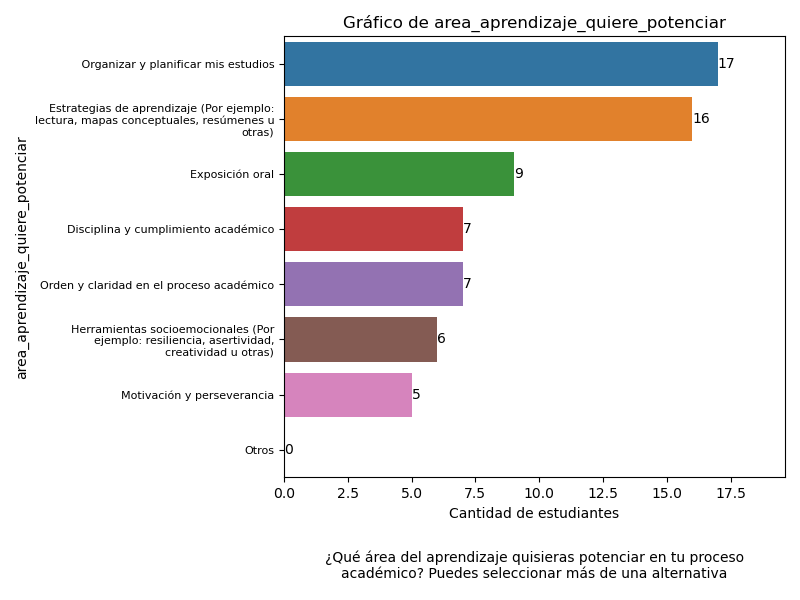 Gráfico de area_aprendizaje_quiere_potenciar
area_aprendizaje_quiere_potenciar
Organizar y planificar mis estudios
17
Estrategias de aprendizaje (Por ejemplo:
lectura, mapas conceptuales, resúmenes u
otras)
16
Exposición oral
9
Disciplina y cumplimiento académico
7
Orden y claridad en el proceso académico
7
Herramientas socioemocionales (Por
ejemplo: resiliencia, asertividad,
creatividad u otras)
6
Motivación y perseverancia
5
Otros
0
0.0 2.5 5.0 7.5 10.0 12.5 15.0 17.5
Cantidad de estudiantes
¿Qué área del aprendizaje quisieras potenciar en tu proceso
académico? Puedes seleccionar más de una alternativa